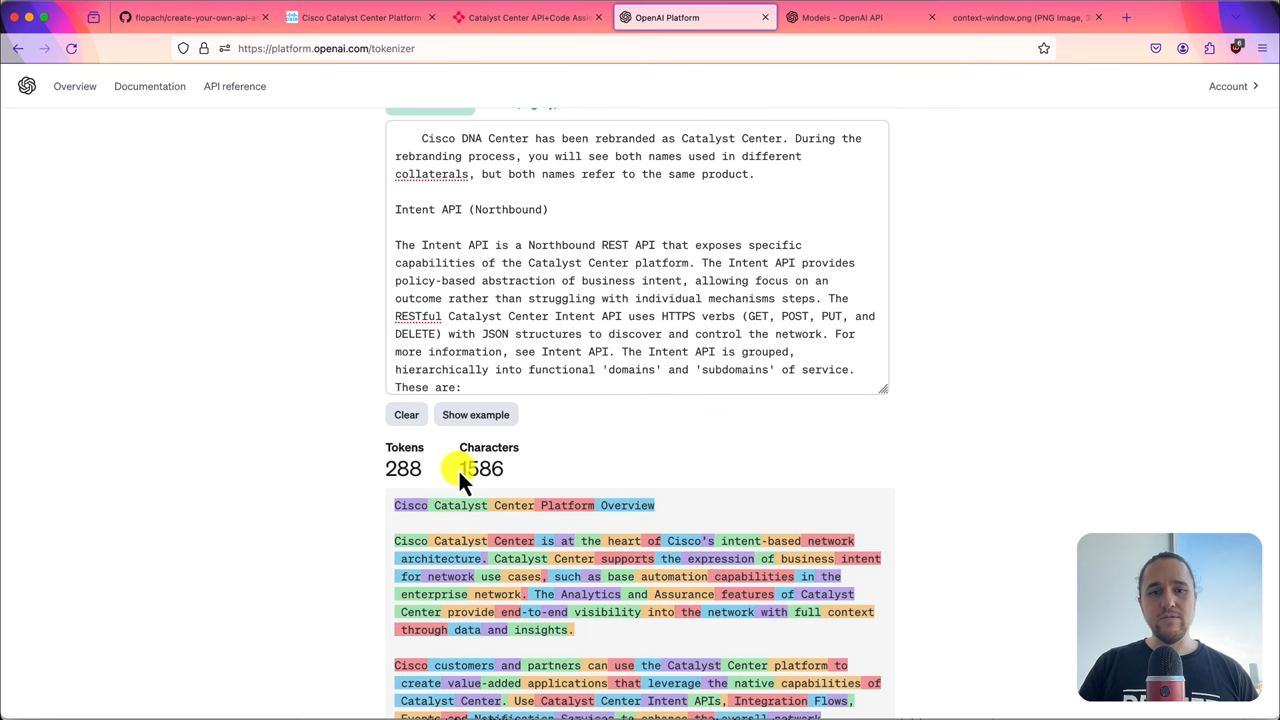 flopach/create-your-own-api-as
Cisco Catalyst Center Platform
Catalyst Center API+Code Assis
OpenAI Platform
Models - OpenAI API
context-window.png (PNG Image, 3
https://platform.openai.com/tokenizer
6
Overview
Documentation
API reference
Account
Cisco DNA Center has been rebranded as Catalyst Center. During the
rebranding process, you will see both names used in different
collaterals, but both names refer to the same product.
Intent API (Northbound)
The Intent API is a Northbound REST API that exposes specific
capabilities of the Catalyst Center platform. The Intent API provides
policy-based abstraction of business intent, allowing focus on an
outcome rather than struggling with individual mechanisms steps. The
RESTful Catalyst Center Intent API uses HTTPS verbs (GET, POST, PUT, and
DELETE) with JSON structures to discover and control the network. For
more information, see Intent API. The Intent API is grouped,
hierarchically into functional 'domains' and 'subdomains' of service.
These are:
Clear
Show example
Tokens
Characters
288
1586
Cisco Catalyst Center Platform Overview
Cisco Catalyst Center is at the heart of Cisco's intent-based network
architecture. Catalyst Center supports the expression of business intent
for network use cases, such as base automation capabilities in the
enterprise network. The Analytics and Assurance features of Catalyst
Center provide end-to-end visibility into the network with full context
through data and insights.
Cisco customers and partners can use the Catalyst Center platform to
create value-added applications that leverage the native capabilities of
Catalyst Center. Use Catalyst Center Intent APIs, Integration Flows,
Events and Notification Services to enhance the overall network